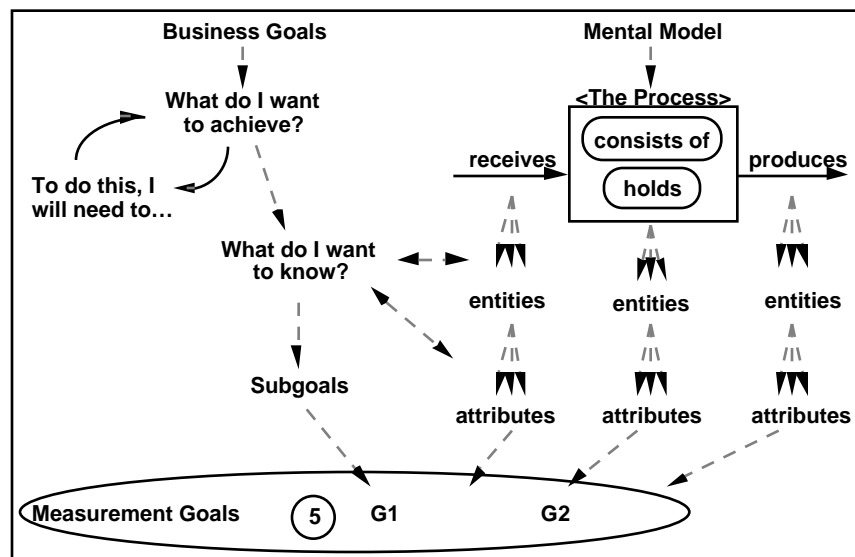 Business Goals
Mental Model
What do I want
to achieve?
<The Process>
consists of
holds
receives
produces
To do this, I
will need to…
What do I want
to know?
entities
entities
entities
Subgoals
attributes
attributes
attributes
Measurement Goals 5 G1 G2